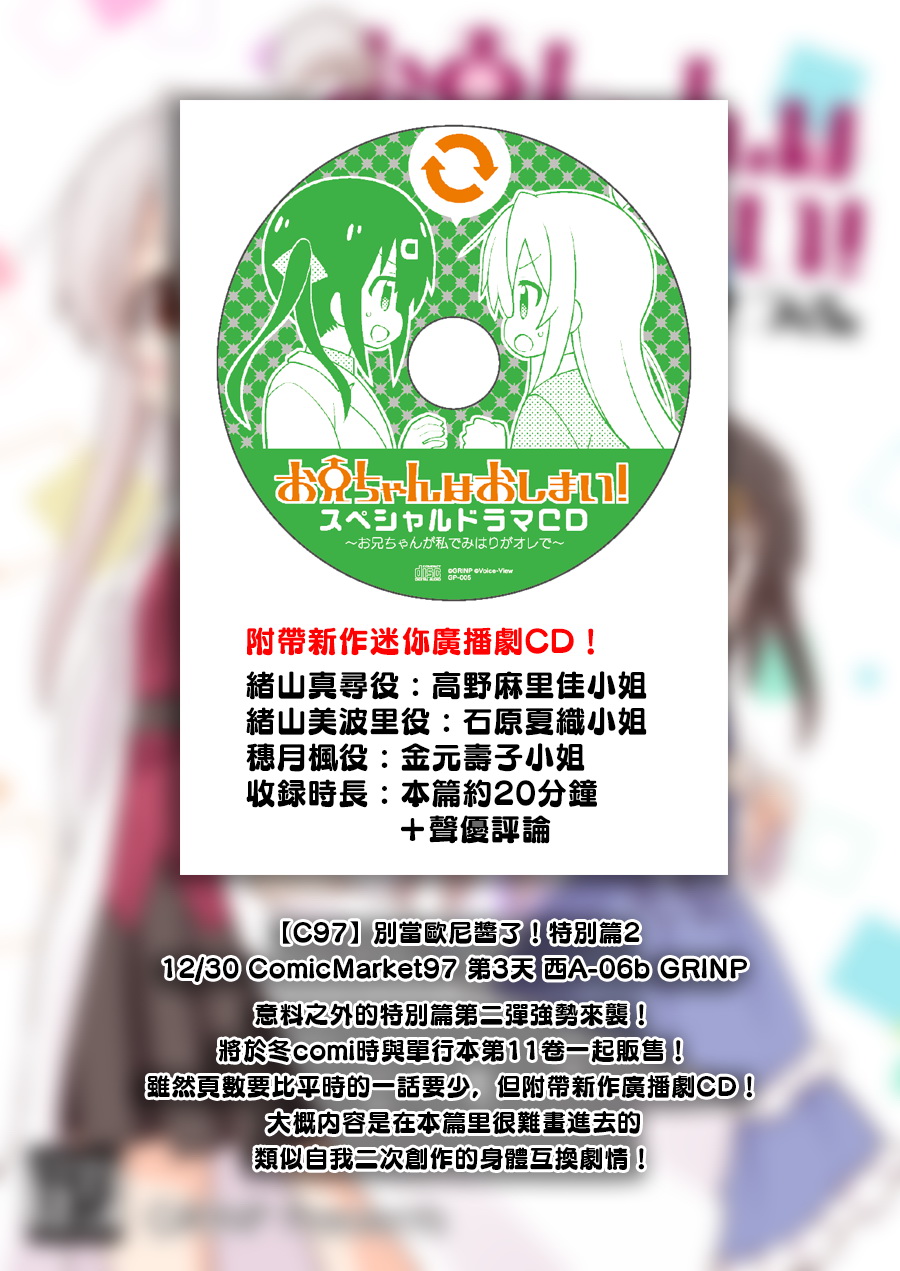 お兄ちゃんはおしまい!
スペシャルドラマCD
～お兄ちゃんが私でみはりがオレで～
disc
DIGITAL AUDIO
©GRINP ©Voice-View
GP-005
附帶新作迷你廣播劇CD！
緒山真尋役：高野麻里佳小姐
緒山美波里役：石原夏織小姐
穗月楓役：金元壽子小姐
收録時長：本篇約20分鐘
＋聲優評論
【C97】別當歐尼醬了！特別篇2
12/30 ComicMarket97 第3天 西A-06b GRINP
意料之外的特別篇第二彈強勢來襲！
將於冬comi時與單行本第11卷一起販售！
雖然頁數要比平時的一話要少，但附帶新作廣播劇CD！
大概内容是在本篇里很難畫進去的
類似自我二次創作的身體互換劇情！